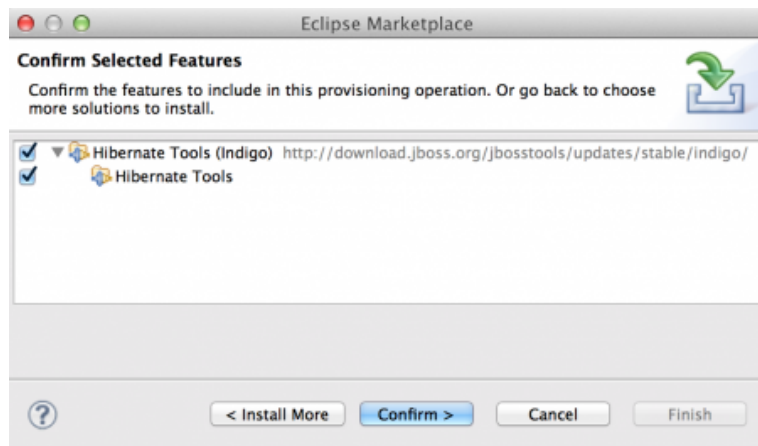 Eclipse Marketplace
Confirm Selected Features
Confirm the features to include in this provisioning operation. Or go back to choose
more solutions to install.
Hibernate Tools (Indigo) http://download.jboss.org/jbosstools/updates/stable/indigo/
Hibernate Tools
? < Install More Confirm > Cancel Finish